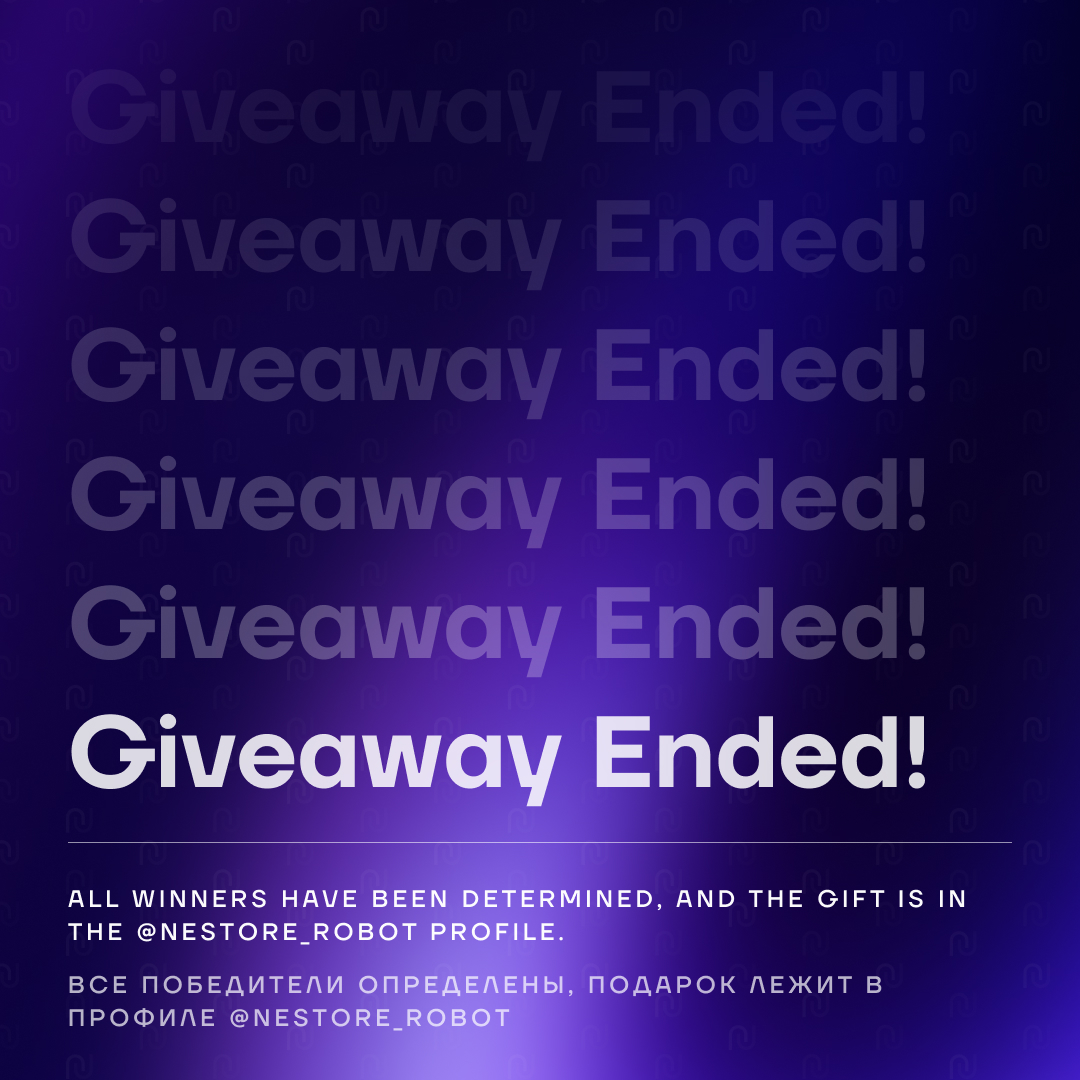 Giveaway Ended!
Giveaway Ended!
Giveaway Ended!
Giveaway Ended!
Giveaway Ended!
Giveaway Ended!
ALL WINNERS HAVE BEEN DETERMINED, AND THE GIFT IS IN
THE @NESTORE_ROBOT PROFILE.
ВСЕ ПОБЕДИТЕЛИ ОПРЕДЕЛЕНЫ, ПОДАРОК ЛЕЖИТ В
ПРОФИЛЕ @NESTORE_ROBOT